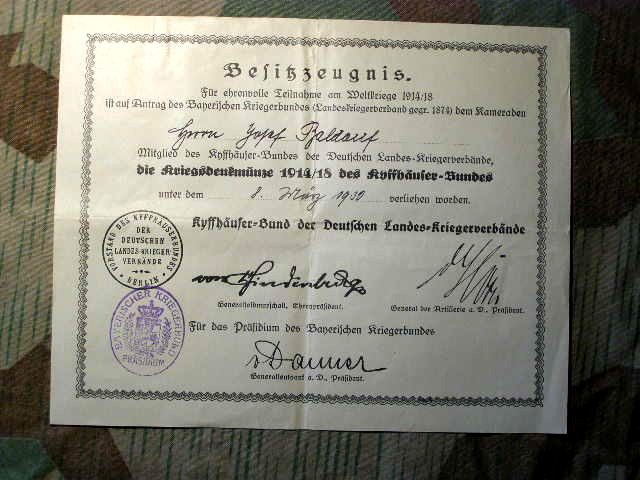 Besitzzeugnis.
Für ehrenvolle Teilnahme am Weltkriege 1914/18
ist auf Antrag des Bayerischen Kriegerbundes (Landeskriegerverband gegr. 1874) dem Kameraden
Herrn Josef Baldauf
Mitglied des Kyffhäuser-Bundes der Deutschen Landes-Kriegerverbände,
die Kriegsdenkmünze 1914/18 des Kyffhäuser-Bundes
unter dem 8. März 1930 verliehen worden.
Kyffhäuser-Bund der Deutschen Landes-Kriegerverbände
VORSTAND DES KYFFHÄUSERBUNDES
DER
DEUTSCHEN
LANDES-KRIEGER-
VERBÄNDE
BERLIN
von Hindenburg
Generalfeldmarschall, Ehrenpräsident.
General der Artillerie a. D., Präsident.
BAYERISCHER KRIEGERBUND
PRÄSIDIUM
Für das Präsidium des Bayerischen Kriegerbundes
v Danner
Generalleutnant a. D., Präsident.